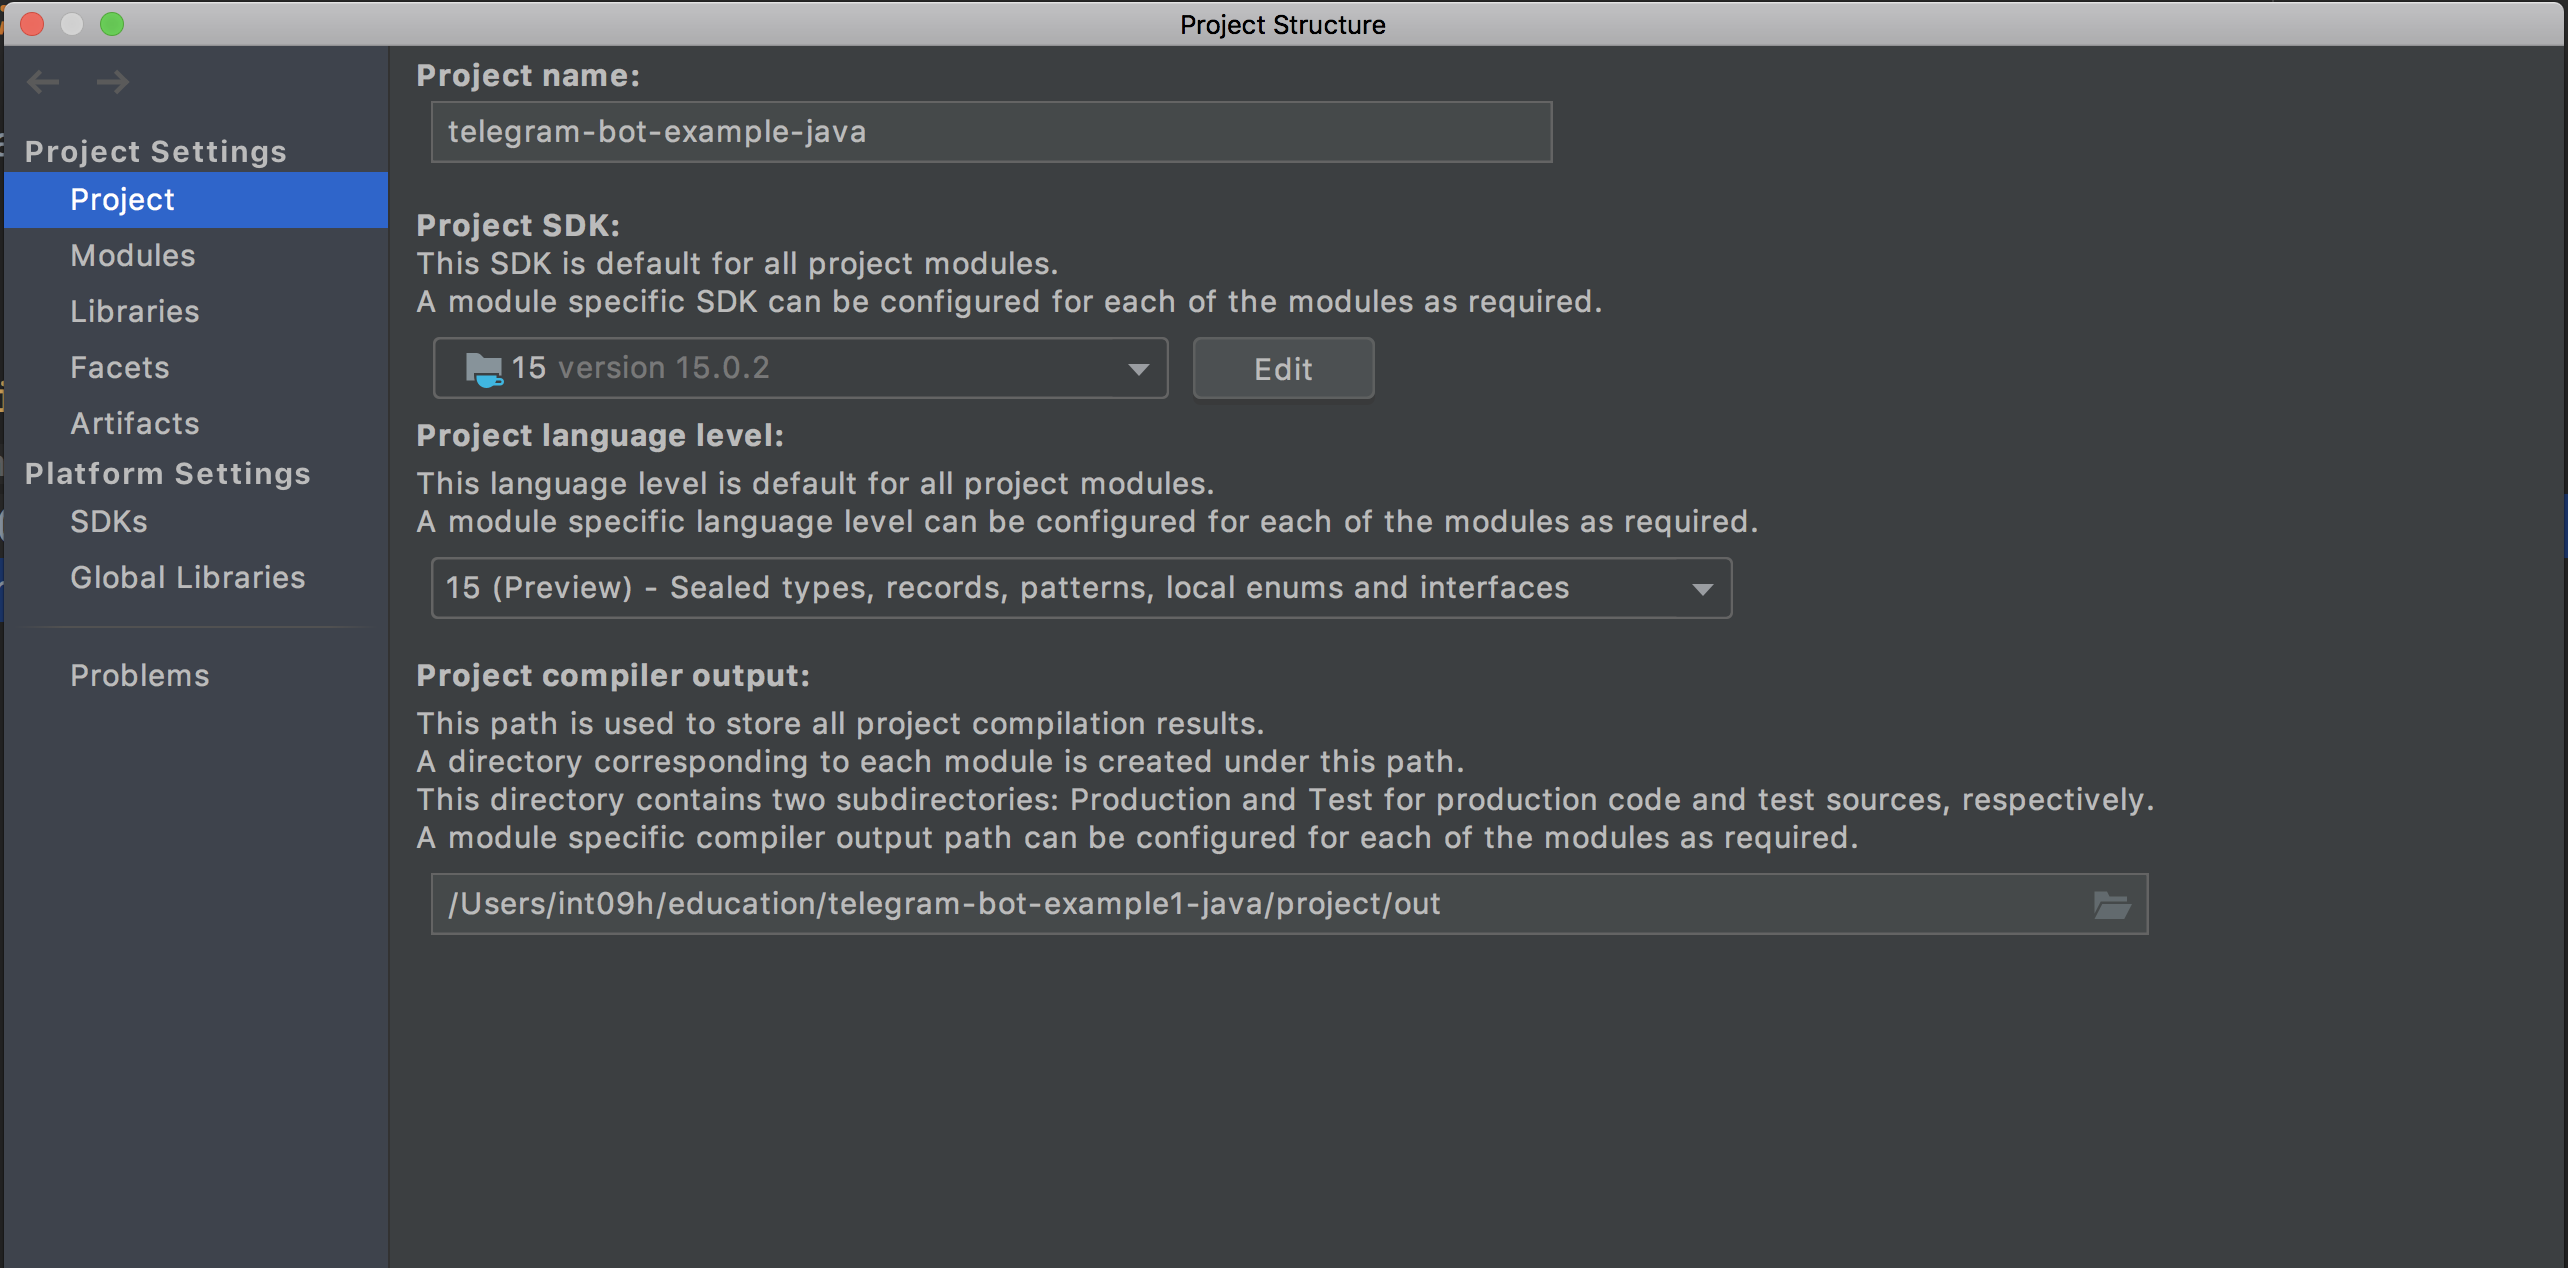 Project Structure
Project Settings
Project
Modules
Libraries
Facets
Artifacts
Platform Settings
SDKs
Global Libraries
Problems
Project name:
telegram-bot-example-java
Project SDK:
This SDK is default for all project modules.
A module specific SDK can be configured for each of the modules as required.
15 version 15.0.2
Edit
Project language level:
This language level is default for all project modules.
A module specific language level can be configured for each of the modules as required.
15 (Preview) - Sealed types, records, patterns, local enums and interfaces
Project compiler output:
This path is used to store all project compilation results.
A directory corresponding to each module is created under this path.
This directory contains two subdirectories: Production and Test for production code and test sources, respectively.
A module specific compiler output path can be configured for each of the modules as required.
/Users/int09h/education/telegram-bot-example1-java/project/out